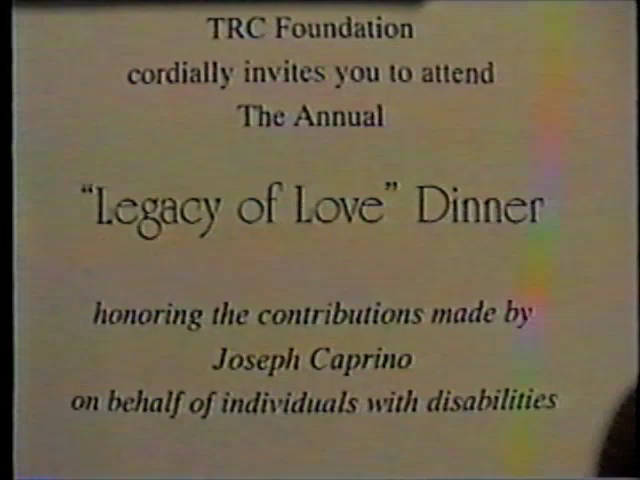 TRC Foundation
cordially invites you to attend
The Annual
"Legacy of Love" Dinner
honoring the contributions made by
Joseph Caprino
on behalf of individuals with disabilities